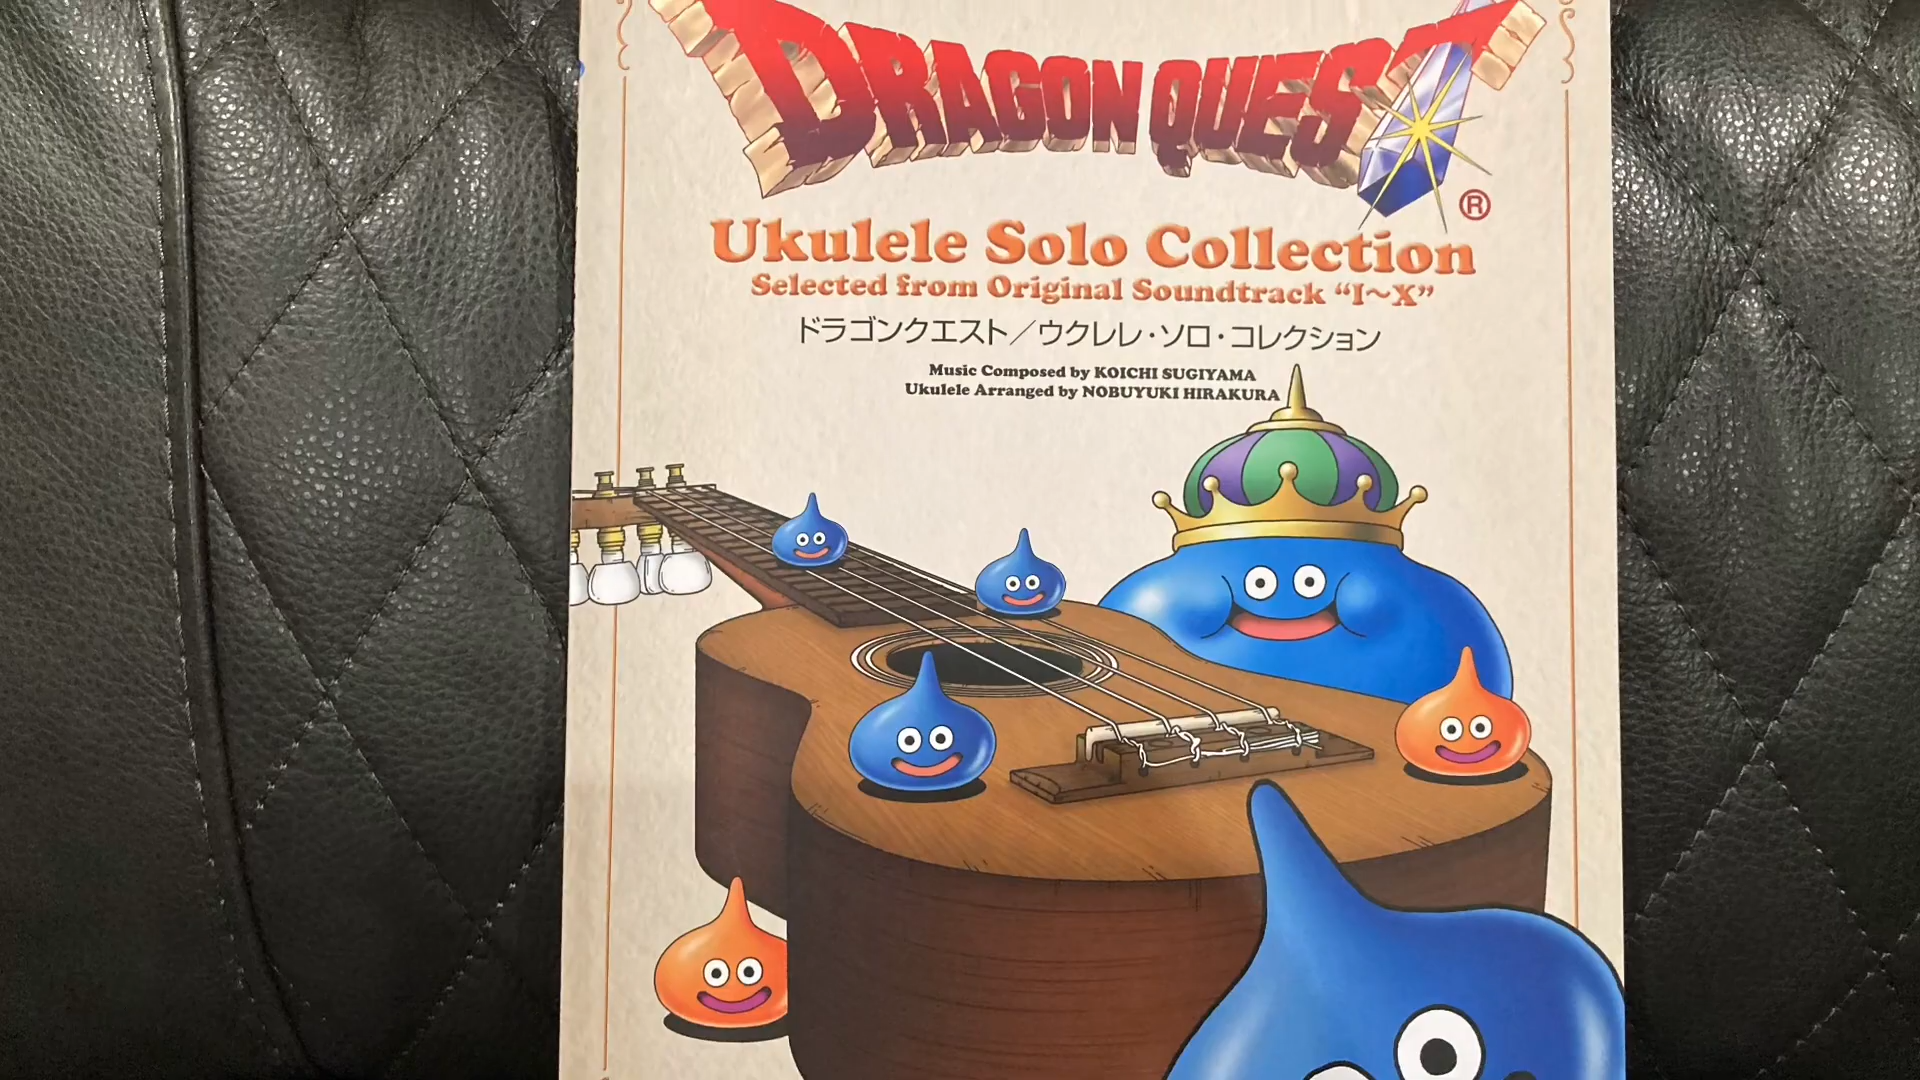 DRAGON QUEST
®
Ukulele Solo Collection
Selected from Original Soundtrack “I～X”
ドラゴンクエスト／ウクレレ・ソロ・コレクション
Music Composed by KOICHI SUGIYAMA
Ukulele Arranged by NOBUYUKI HIRAKURA